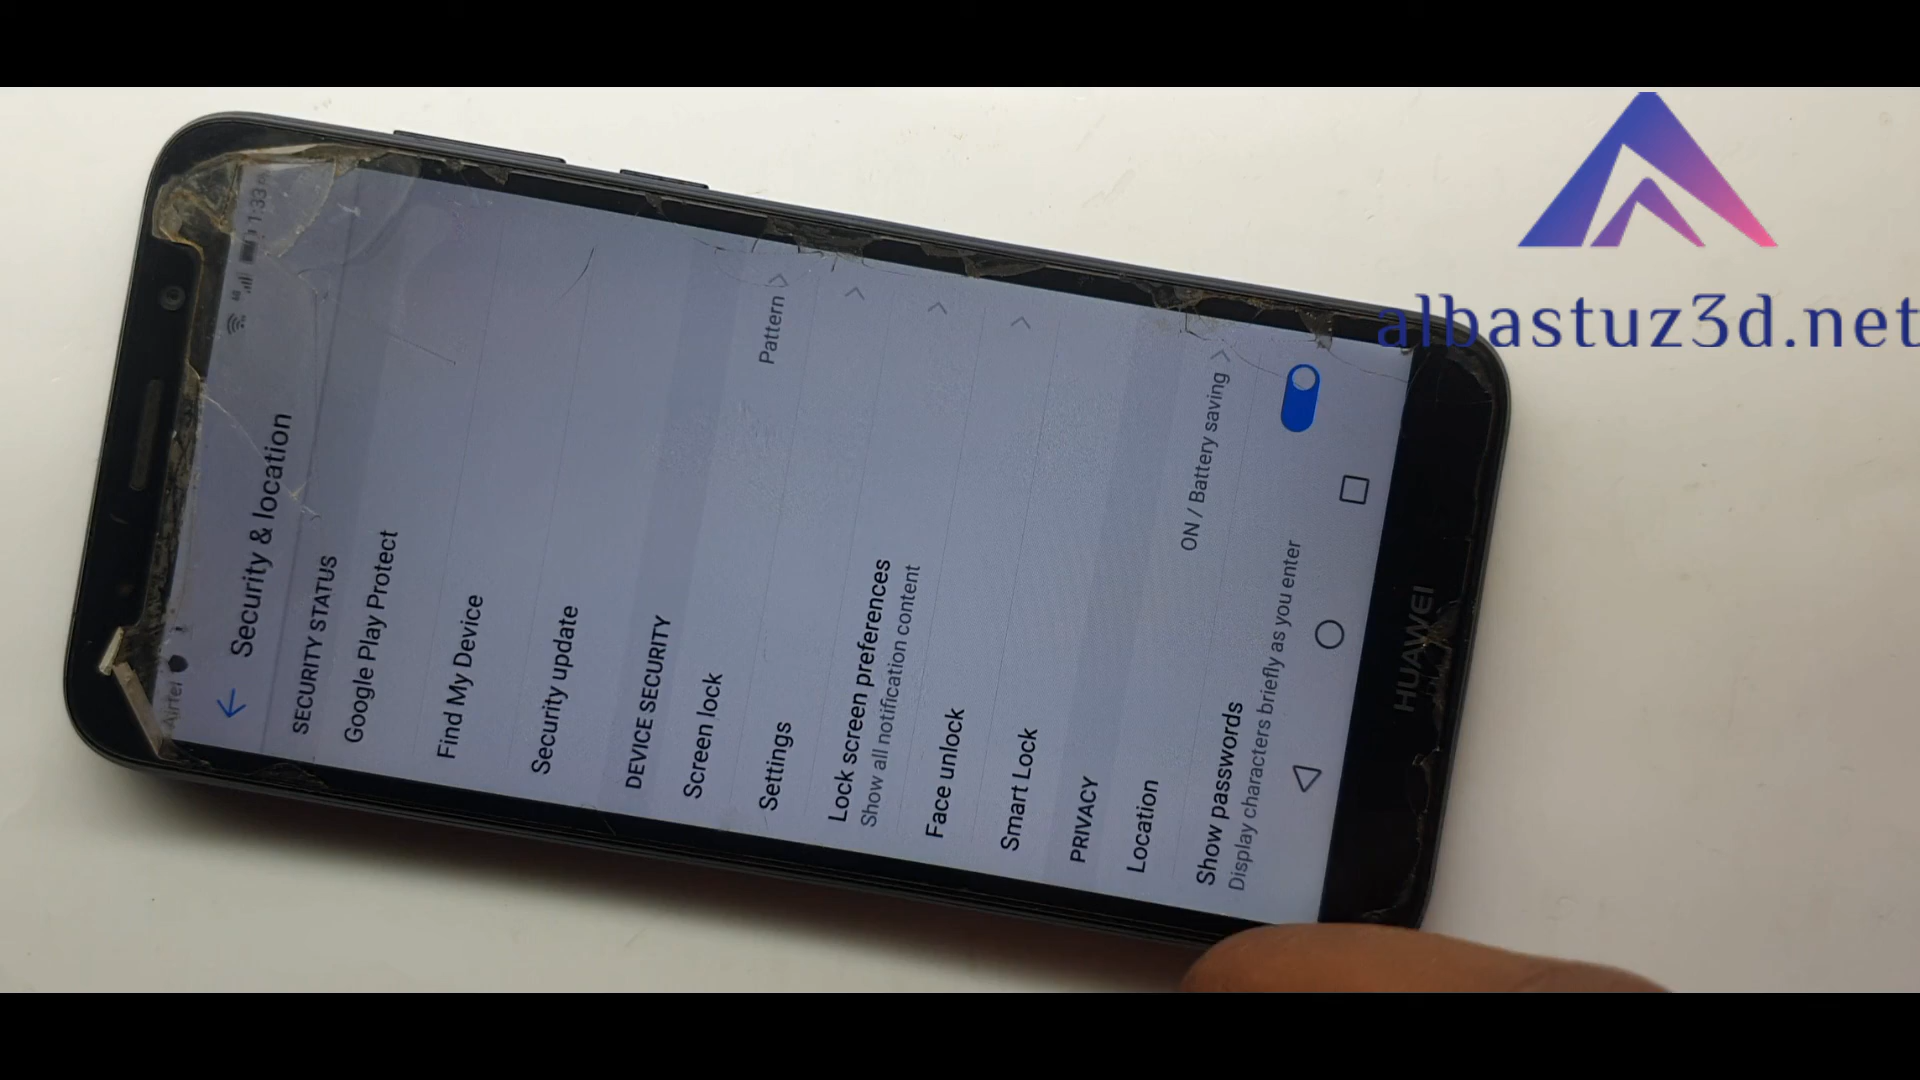 Airtel
1:33
Security & location
SECURITY STATUS
Google Play Protect
Find My Device
Security update
DEVICE SECURITY
Screen lock
Settings
Pattern
Lock screen preferences
Show all notification content
Face unlock
Smart Lock
PRIVACY
Location
ON / Battery saving
Show passwords
Display characters briefly as you enter
HUAWEI
albastuz3d.net